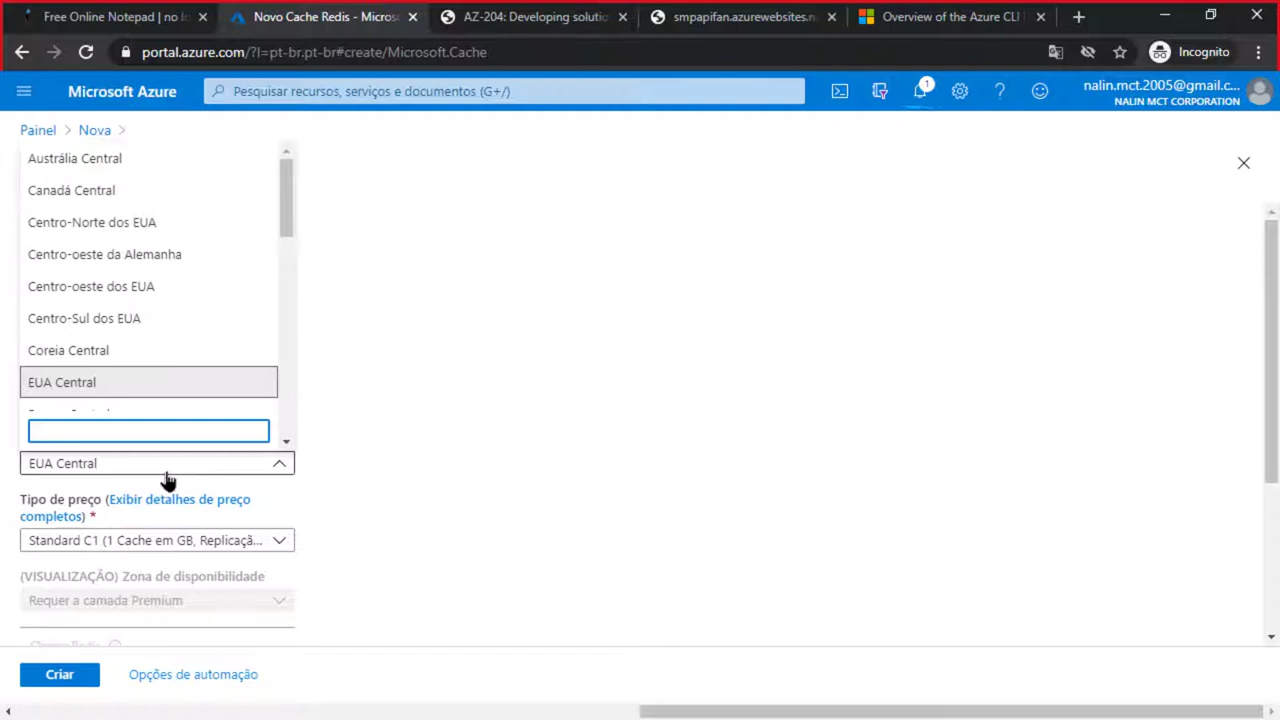 Free Online Notepad | no lo
Novo Cache Redis - Micros
AZ-204: Developing solutio
smpapifan.azurewebsites.n
Overview of the Azure CLI |
portal.azure.com/?l=pt-br.pt-br#create/Microsoft.Cache
Incognito
Microsoft Azure
Pesquisar recursos, serviços e documentos (G+/)
1
nalin.mct.2005@gmail.c...
NALIN MCT CORPORATION
Painel > Nova >
Austrália Central
Canadá Central
Centro-Norte dos EUA
Centro-oeste da Alemanha
Centro-oeste dos EUA
Centro-Sul dos EUA
Coreia Central
EUA Central
EUA Central
Tipo de preço (Exibir detalhes de preço
completos) *
Standard C1 (1 Cache em GB, Replicaçã...
(VISUALIZAÇÃO) Zona de disponibilidade
Requer a camada Premium
Criar
Opções de automação